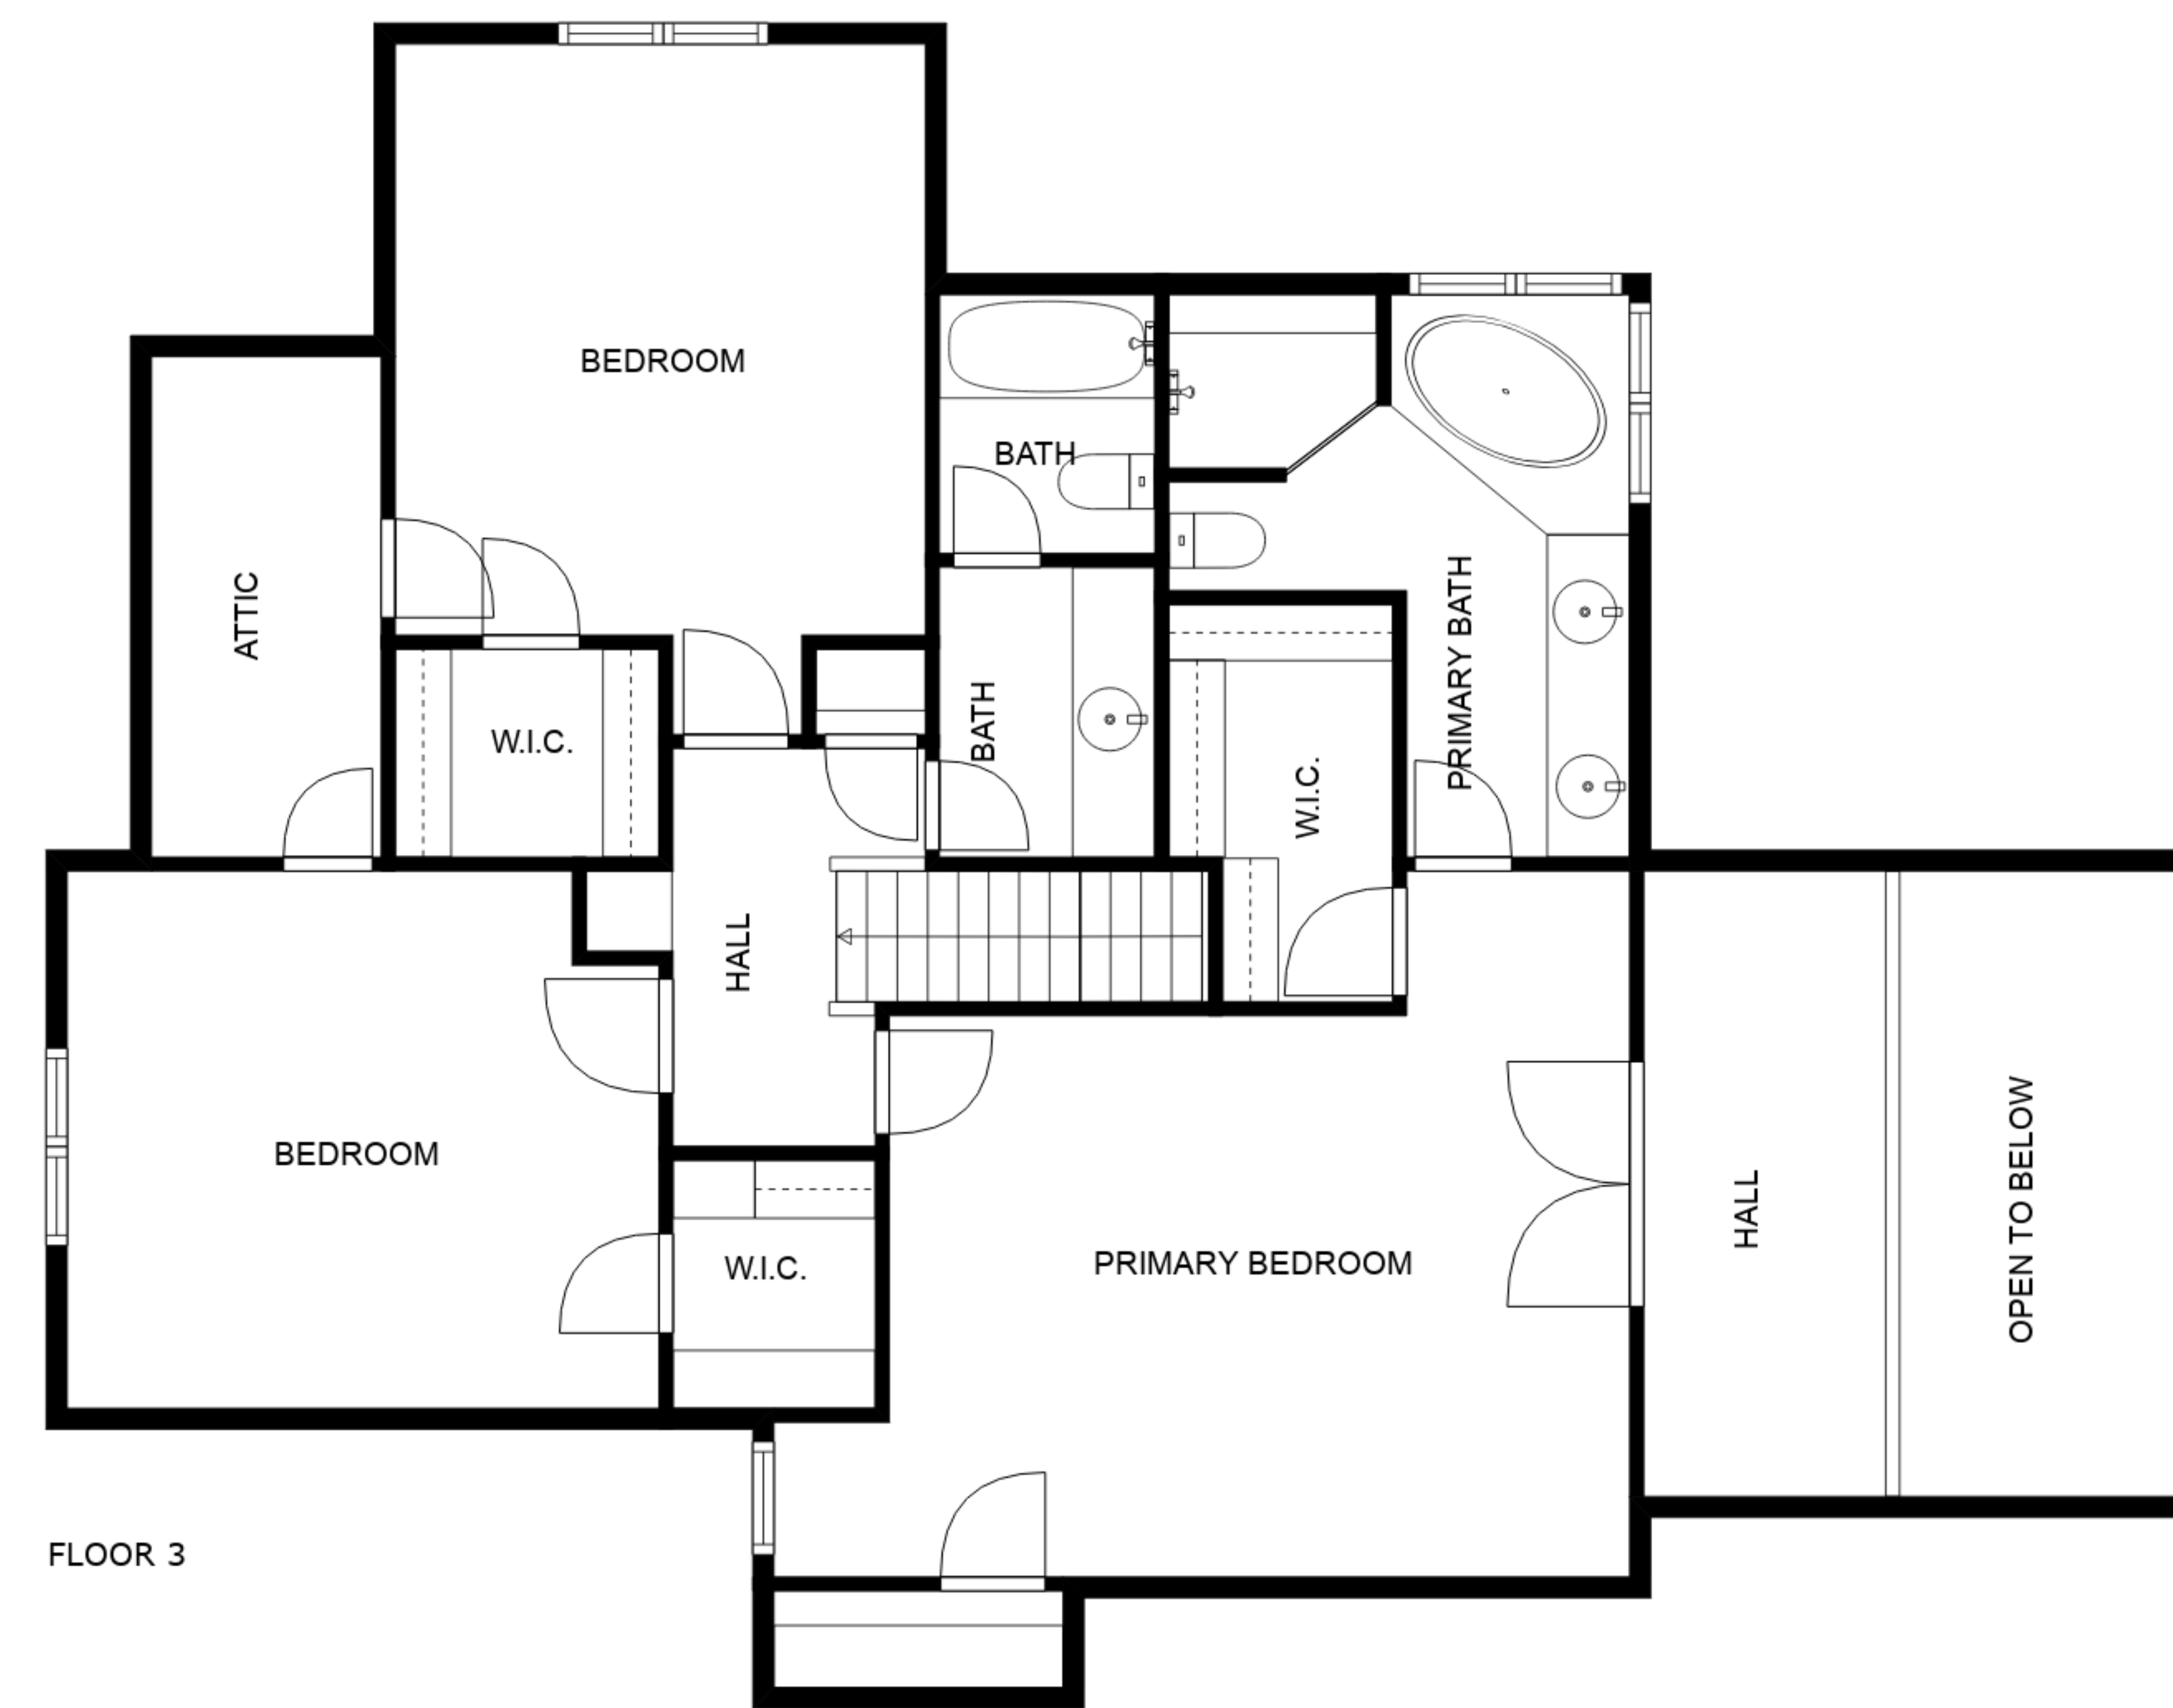 BEDROOM
BATH
ATTIC
PRIMARY BATH
BATH
W.I.C.
W.I.C.
HALL
BEDROOM
W.I.C.
PRIMARY BEDROOM
HALL
OPEN TO BELOW
FLOOR 3